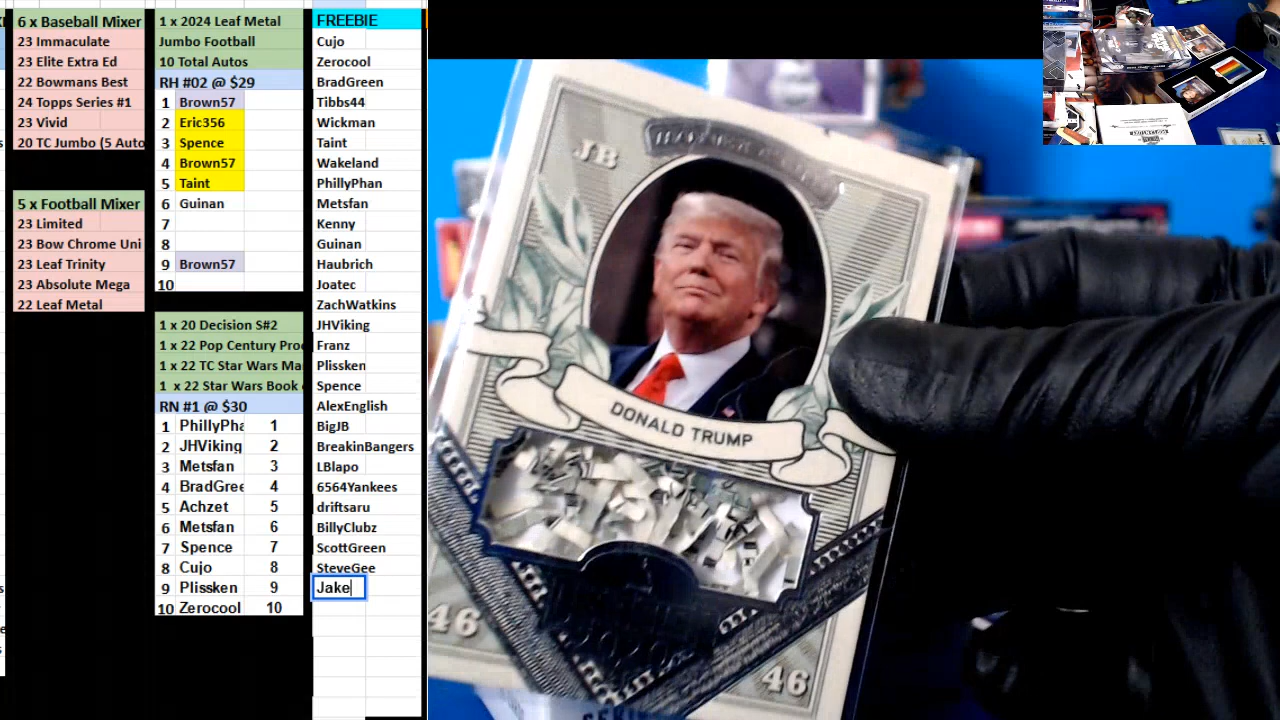 6 x Baseball Mixer
23 Immaculate
23 Elite Extra Ed
22 Bowmans Best
24 Topps Series #1
23 Vivid
20 TC Jumbo (5 Auto
5 x Football Mixer
23 Limited
23 Bow Chrome Uni
23 Leaf Trinity
23 Absolute Mega
22 Leaf Metal
1 x 2024 Leaf Metal
Jumbo Football
10 Total Autos
RH #02 @ $29
1 Brown57
2 Eric356
3 Spence
4 Brown57
5 Taint
6 Guinan
7
8
9 Brown57
10
1 x 20 Decision S#2
1 x 22 Pop Century Pro
1 x 22 TC Star Wars Ma
1 x 22 Star Wars Book
RN #1 @ $30
1 PhillyPha 1
2 JHViking 2
3 Metsfan 3
4 BradGree 4
5 Achzet 5
6 Metsfan 6
7 Spence 7
8 Cujo 8
9 Plissken 9
10 Zerocool 10
FREEBIE
Cujo
Zerocool
BradGreen
Tibbs44
Wickman
Taint
Wakeland
PhillyPhan
Metsfan
Kenny
Guinan
Haubrich
Joatec
ZachWatkins
JHViking
Franz
Plissken
Spence
AlexEnglish
BigJB
BreakinBangers
LBlapo
6564Yankees
driftsaru
BillyClubz
ScottGreen
SteveGee
Jake
JB
DONALD TRUMP
46
46